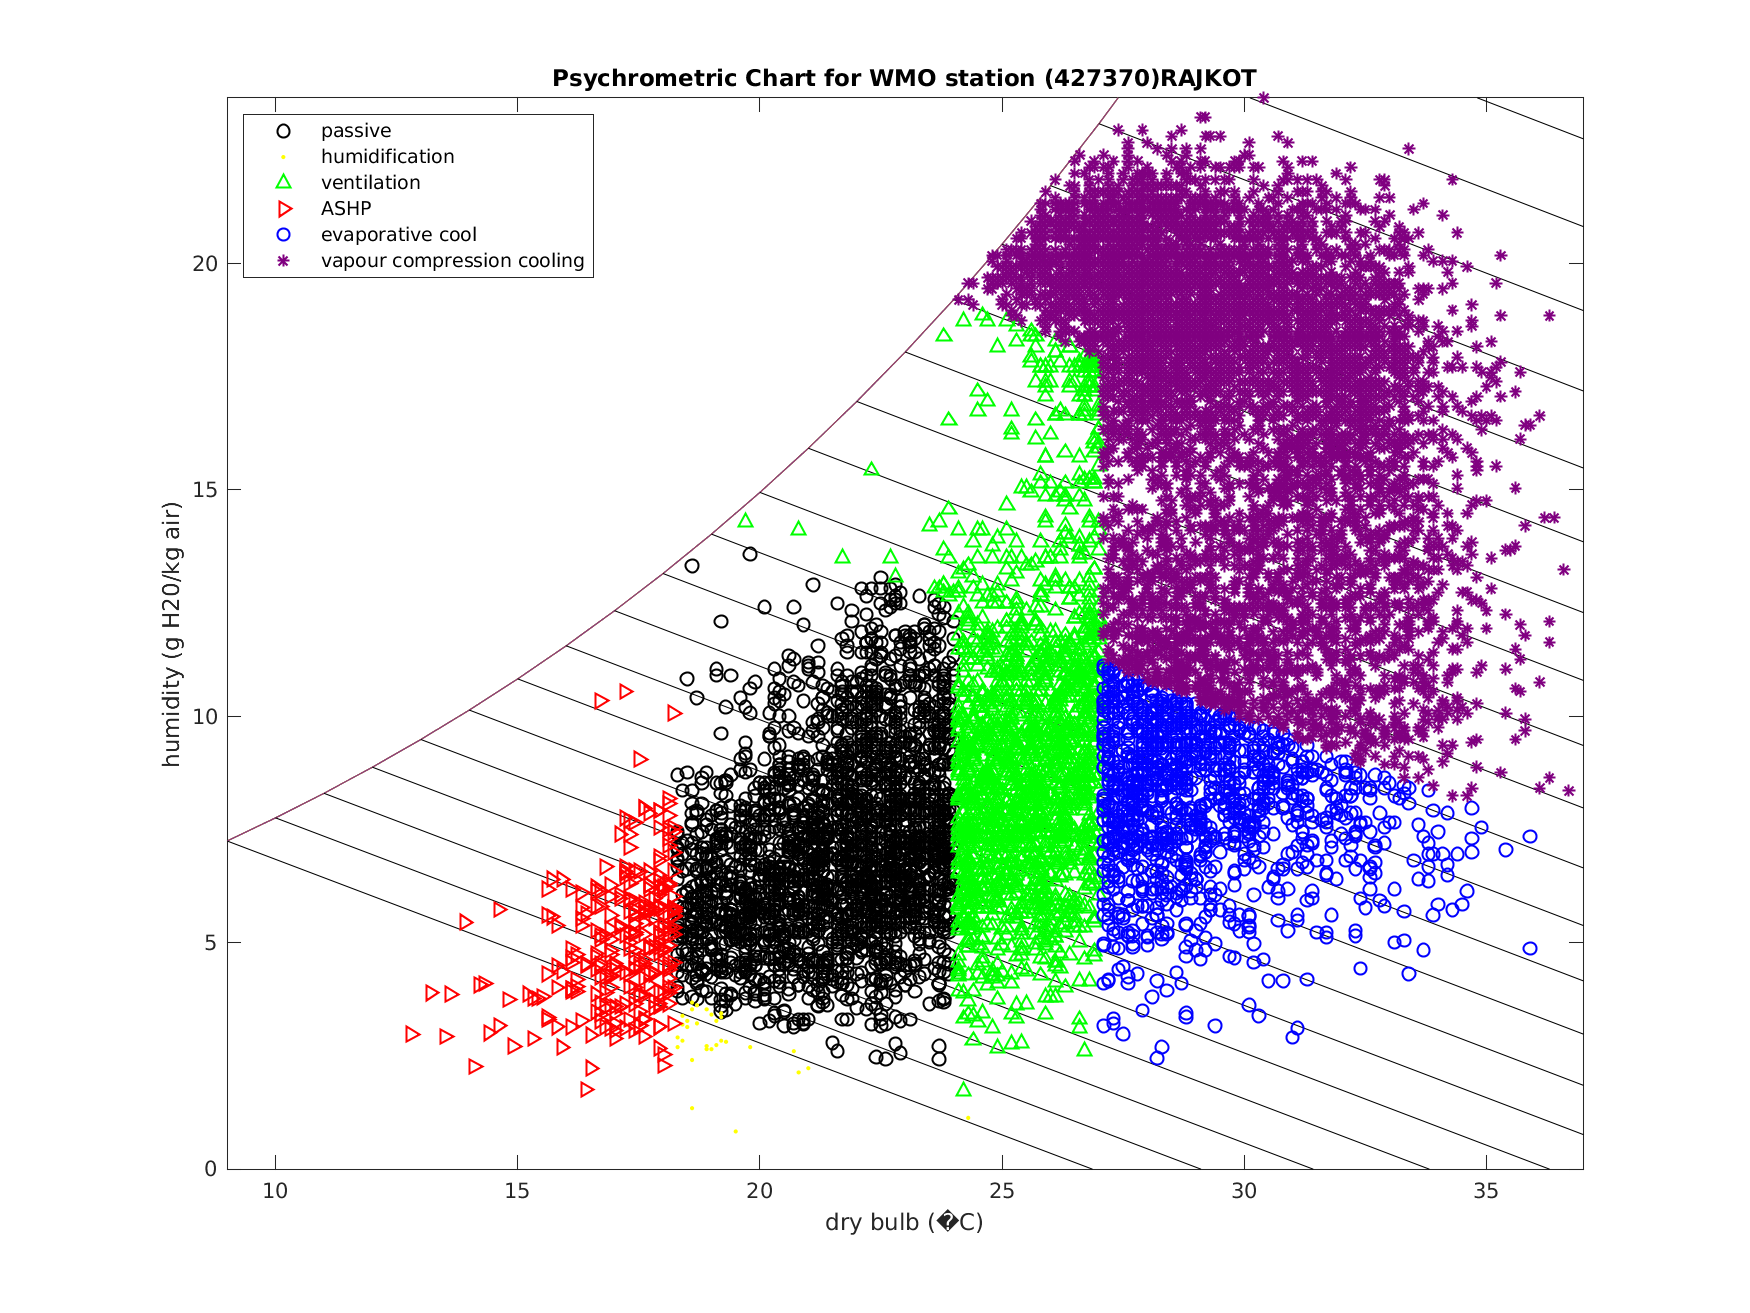 Psychrometric Chart for WMO station (427370)RAJKOT
passive
humidification
ventilation
ASHP
evaporative cool
vapour compression cooling
humidity (g H20/kg air)
20
15
10
5
0
10 15 20 25 30 35
dry bulb (�C)